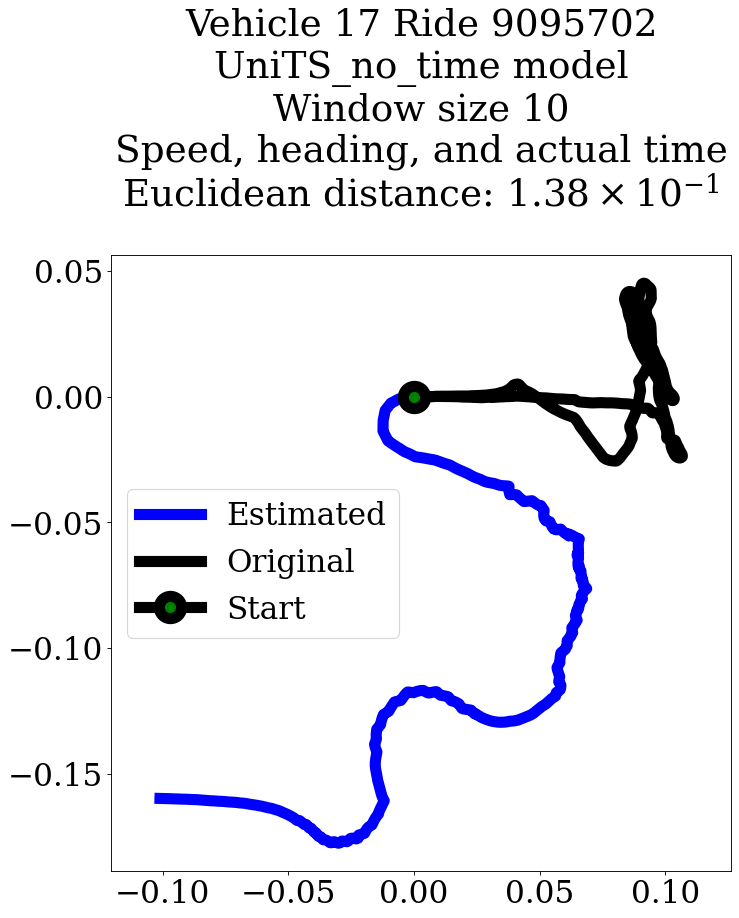 Vehicle 17 Ride 9095702
UniTS_no_time model
Window size 10
Speed, heading, and actual time
Euclidean distance: 1.38 × 10⁻¹
0.05
0.00
−0.05
−0.10
−0.15
Estimated
Original
Start
−0.10 −0.05 0.00 0.05 0.10